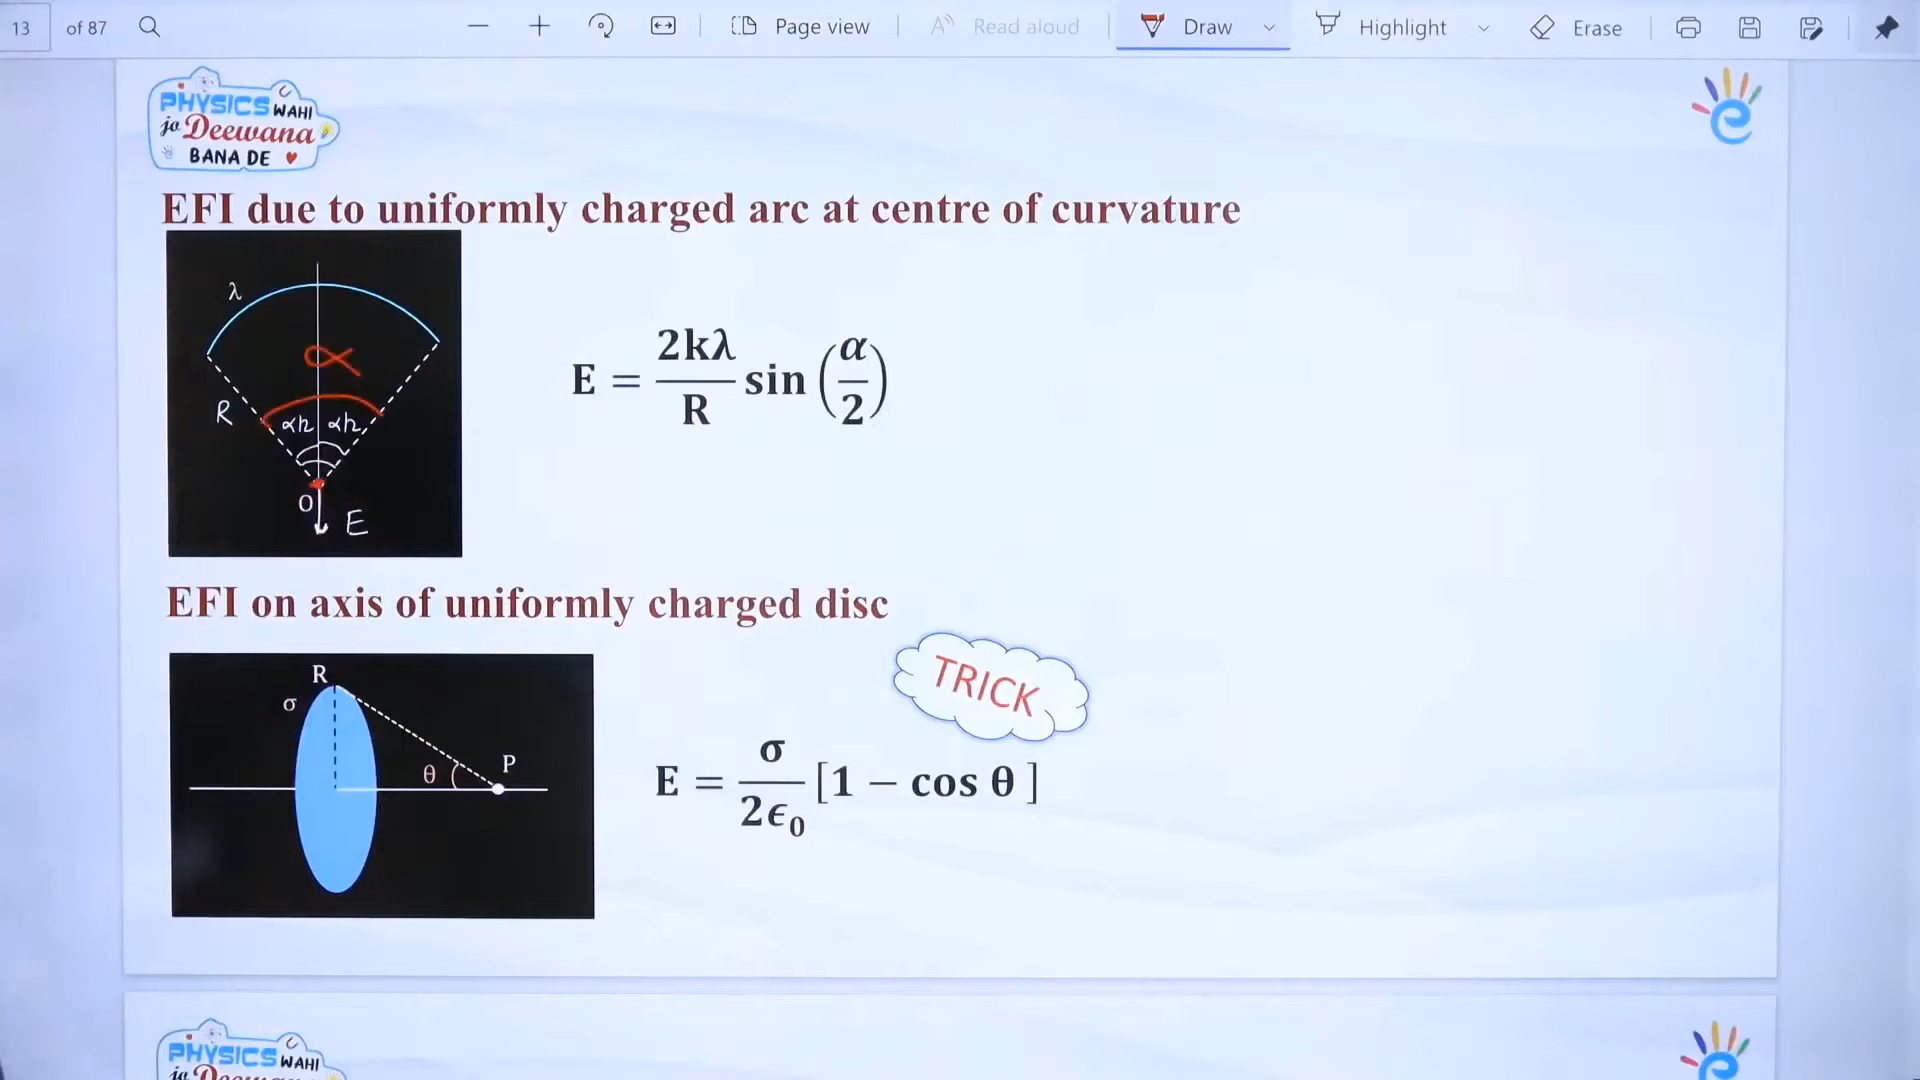 13 of 87 Page view Read aloud Draw Highlight Erase
PHYSICS WAHI
jo Deewana
BANA DE
EFI due to uniformly charged arc at centre of curvature
λ
α
R
α/2 α/2
O
E
E = 2kλ/R sin (α/2)
EFI on axis of uniformly charged disc
TRICK
R
σ
θ
P
E = σ/2ϵ₀ [1 − cos θ ]
PHYSICS WAHI
jo Deewana